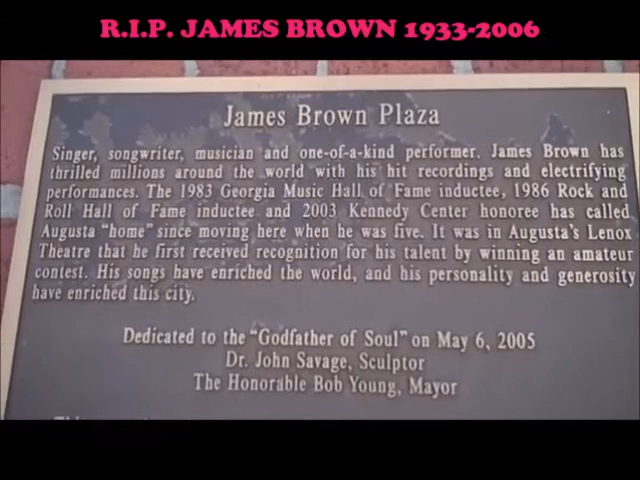 R.I.P. JAMES BROWN 1933-2006
James Brown Plaza
Singer, songwriter, musician and one-of-a-kind performer. James Brown has
thrilled millions around the world with his hit recordings and electrifying
performances. The 1983 Georgia Music Hall of Fame inductee, 1986 Rock and
Roll Hall of Fame inductee and 2003 Kennedy Center honoree has called
Augusta "home" since moving here when he was five. It was in Augusta's Lenox
Theatre that he first received recognition for his talent by winning an amateur
contest. His songs have enriched the world, and his personality and generosity
have enriched this city.
Dedicated to the "Godfather of Soul" on May 6, 2005
Dr. John Savage, Sculptor
The Honorable Bob Young, Mayor